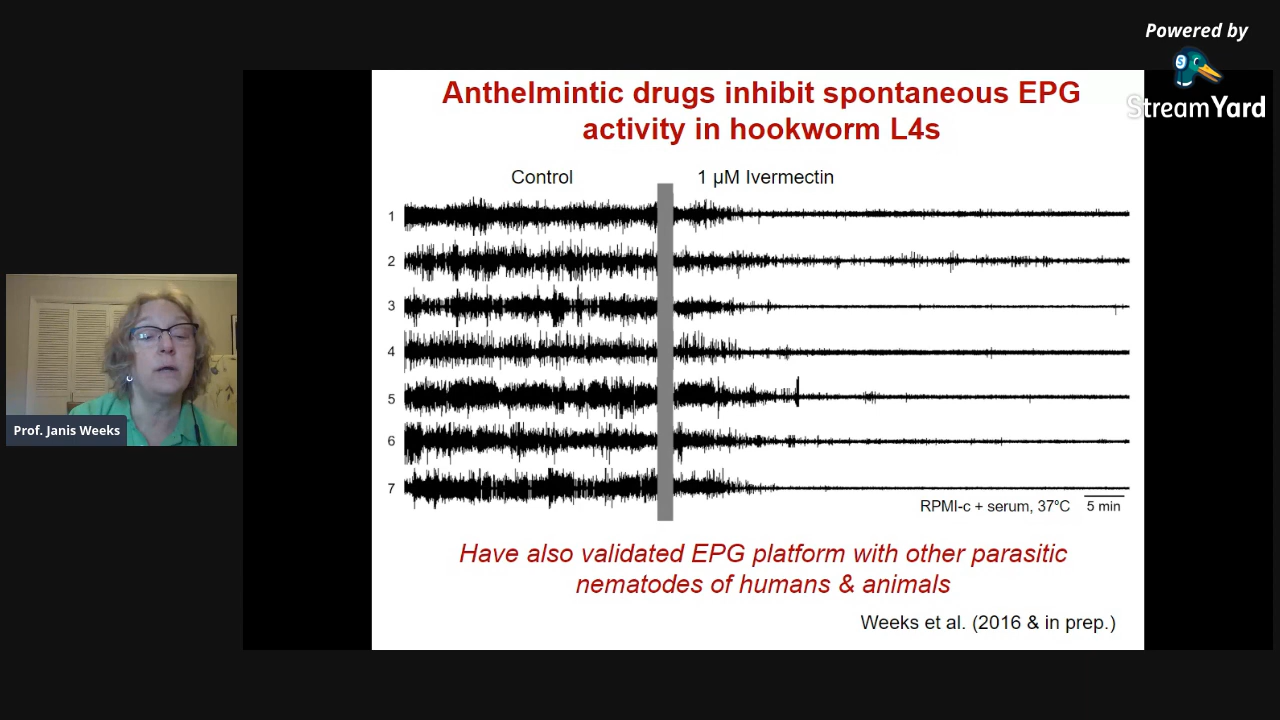 Powered by
StreamYard
Anthelmintic drugs inhibit spontaneous EPG
activity in hookworm L4s
Control
1 µM Ivermectin
1
2
3
4
5
6
7
RPMI-c + serum, 37°C
5 min
Have also validated EPG platform with other parasitic
nematodes of humans & animals
Weeks et al. (2016 & in prep.)
Prof. Janis Weeks